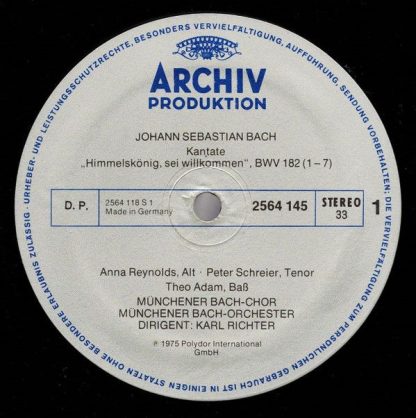 URHEBER- UND LEISTUNGSSCHUTZRECHTE, BESONDERS VERVIELFÄLTIGUNG, AUFFÜHRUNG, SENDUNG VORBEHALTEN;
ZUM PERSÖNLICHEN GEBRAUCH IST IN EINIGEN STAATEN OHNE BESONDERE ERLAUBNIS ZULÄSSIG
ARCHIV
PRODUKTION
JOHANN SEBASTIAN BACH
Kantate
„Himmelskönig, sei willkommen", BWV 182 (1–7)
D. P. 2564 118 S 1 2564 145 STEREO 1
Made in Germany 33
Anna Reynolds, Alt · Peter Schreier, Tenor
Theo Adam, Baß
MÜNCHENER BACH-CHOR
MÜNCHENER BACH-ORCHESTER
DIRIGENT: KARL RICHTER
℗ 1975 Polydor International
GmbH